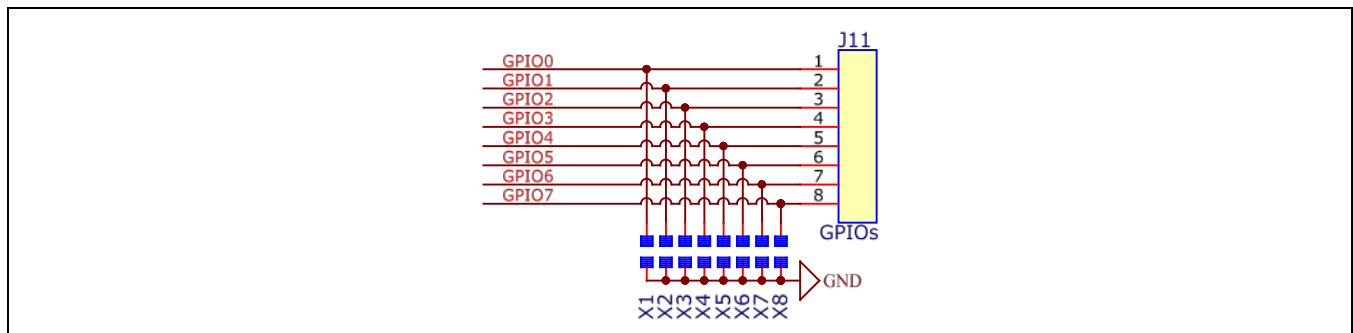 J11
GPIO0 1
GPIO1 2
GPIO2 3
GPIO3 4
GPIO4 5
GPIO5 6
GPIO6 7
GPIO7 8
GPIOs
GND
X1 X2 X3 X4 X5 X6 X7 X8